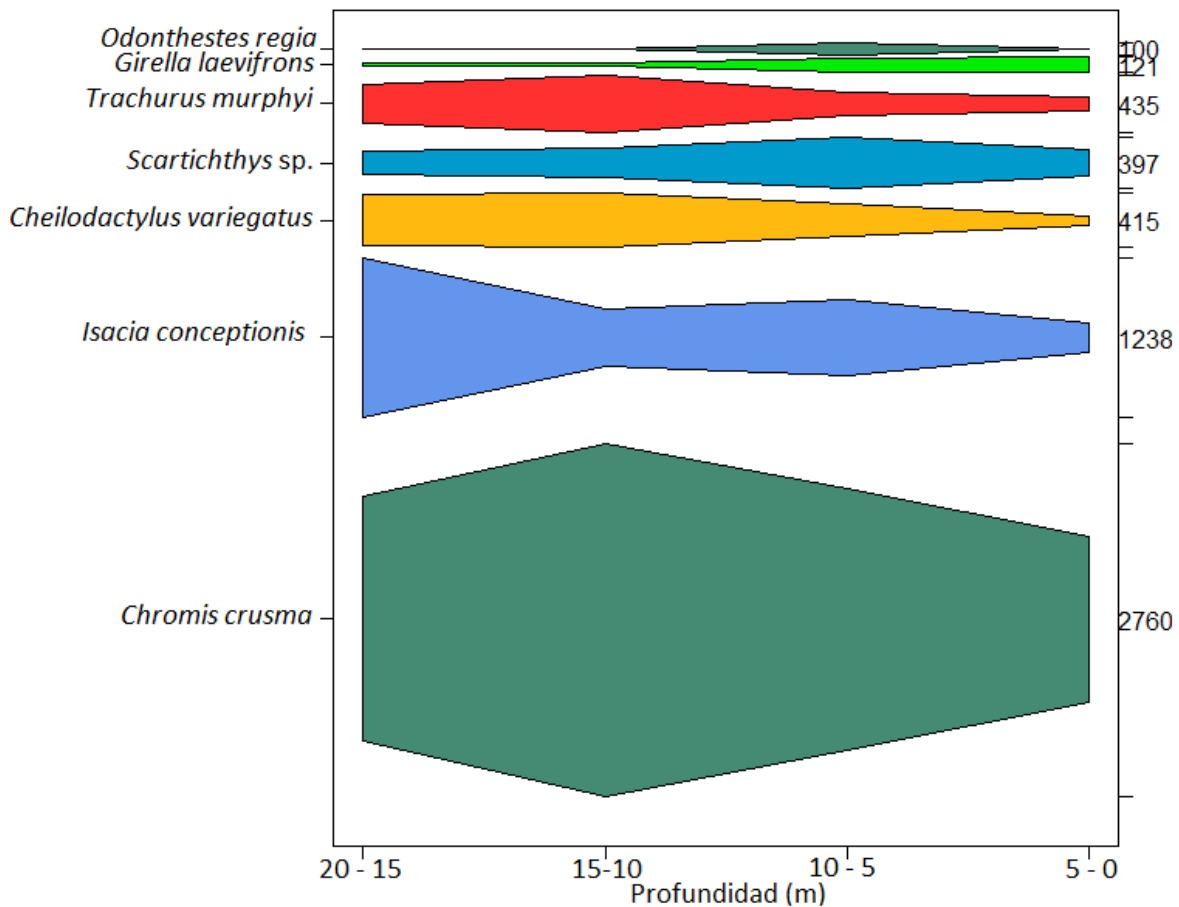 Odonthestes regia 100
Girella laevifrons 121
Trachurus murphyi 435
Scartichthys sp. 397
Cheilodactylus variegatus 415
Isacia conceptionis 1238
Chromis crusma 2760
20 - 15 15-10 10 - 5 5 - 0
Profundidad (m)